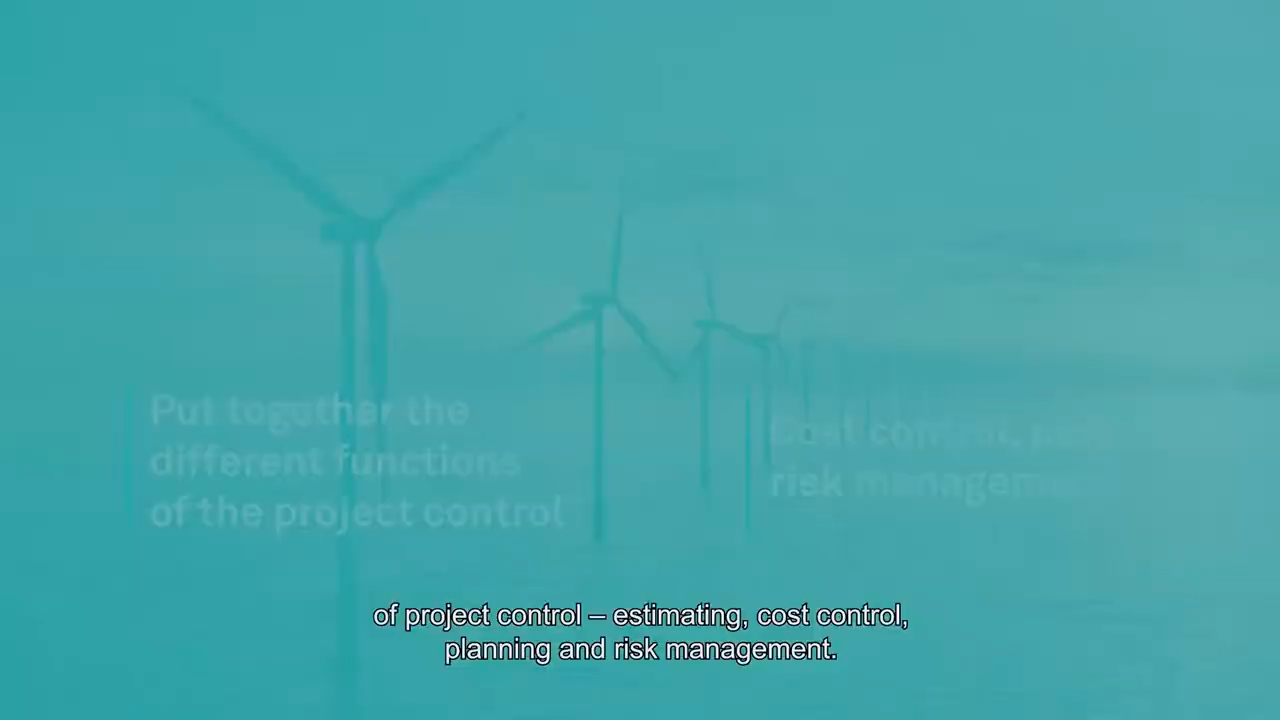 Put together the
different functions
of the project control
Cost control,
risk management
of project control – estimating, cost control,
planning and risk management.